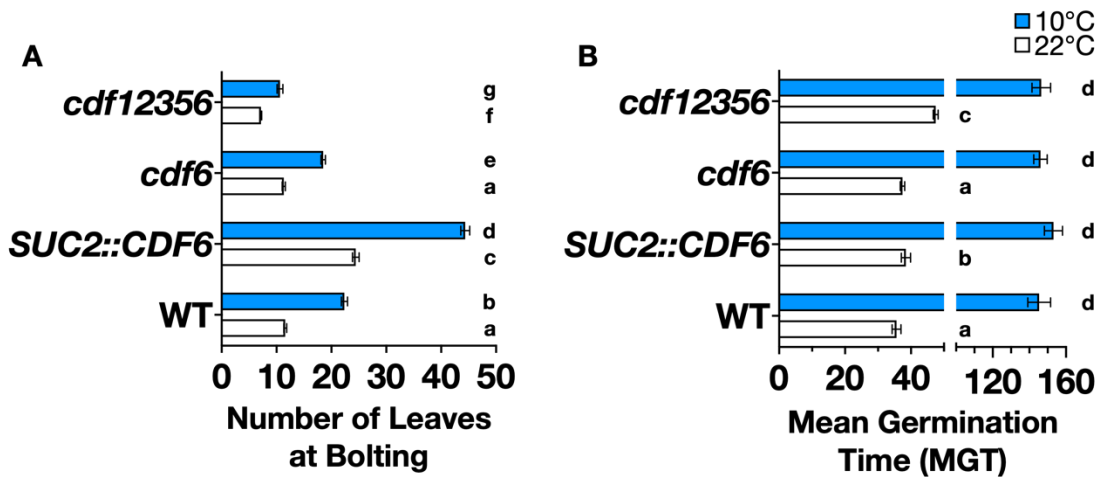 10°C
22°C
A
cdf12356
cdf6
SUC2::CDF6
WT
g
f
e
a
d
c
b
a
0 10 20 30 40 50
Number of Leaves
at Bolting
B
cdf12356
cdf6
SUC2::CDF6
WT
d
c
d
a
d
b
d
a
0 20 40 120 160
Mean Germination
Time (MGT)